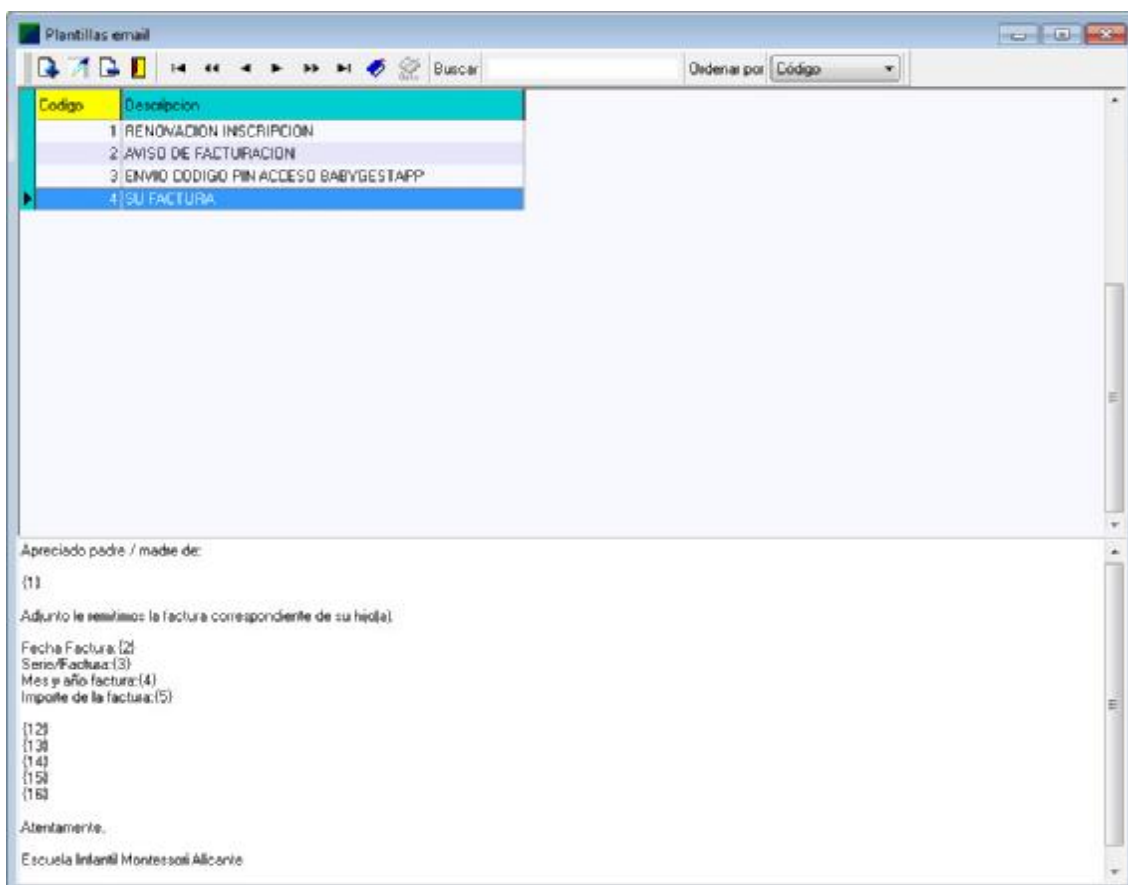 Plantillas email
Buscar Ordenar por Código
Codigo Descripcion
1 RENOVACION INSCRIPCION
2 AVISO DE FACTURACION
3 ENVIO CODIGO PIN ACCESO BABYGESTAPP
4 SU FACTURA
Apreciado padre / madre de:
{1}
Adjunto le remitimos la factura correspondiente de su hijo(a).
Fecha Factura:{2}
Serie/Factura:{3}
Mes y año factura:{4}
Importe de la factura:{5}
{12}
{13}
{14}
{15}
{16}
Atentamente.
Escuela Infantil Montessori Alicante